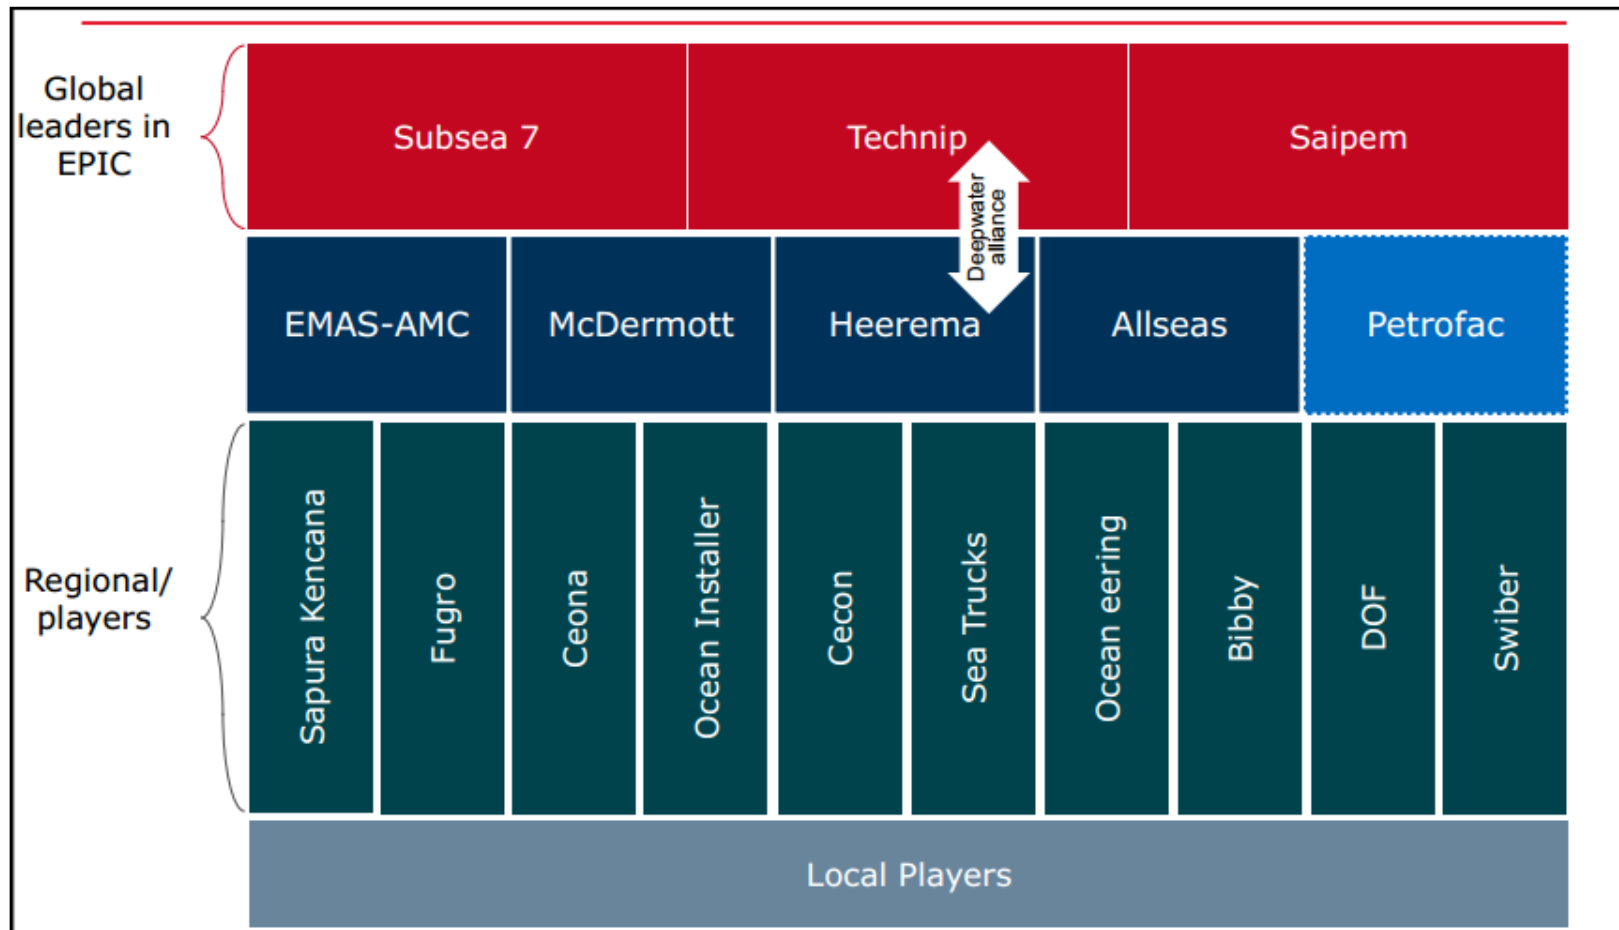 Global
leaders in
EPIC
Subsea 7
Technip
Saipem
Deepwater
alliance
EMAS-AMC
McDermott
Heerema
Allseas
Petrofac
Regional/
players
Sapura Kencana
Fugro
Ceona
Ocean Installer
Cecon
Sea Trucks
Ocean eering
Bibby
DOF
Swiber
Local Players